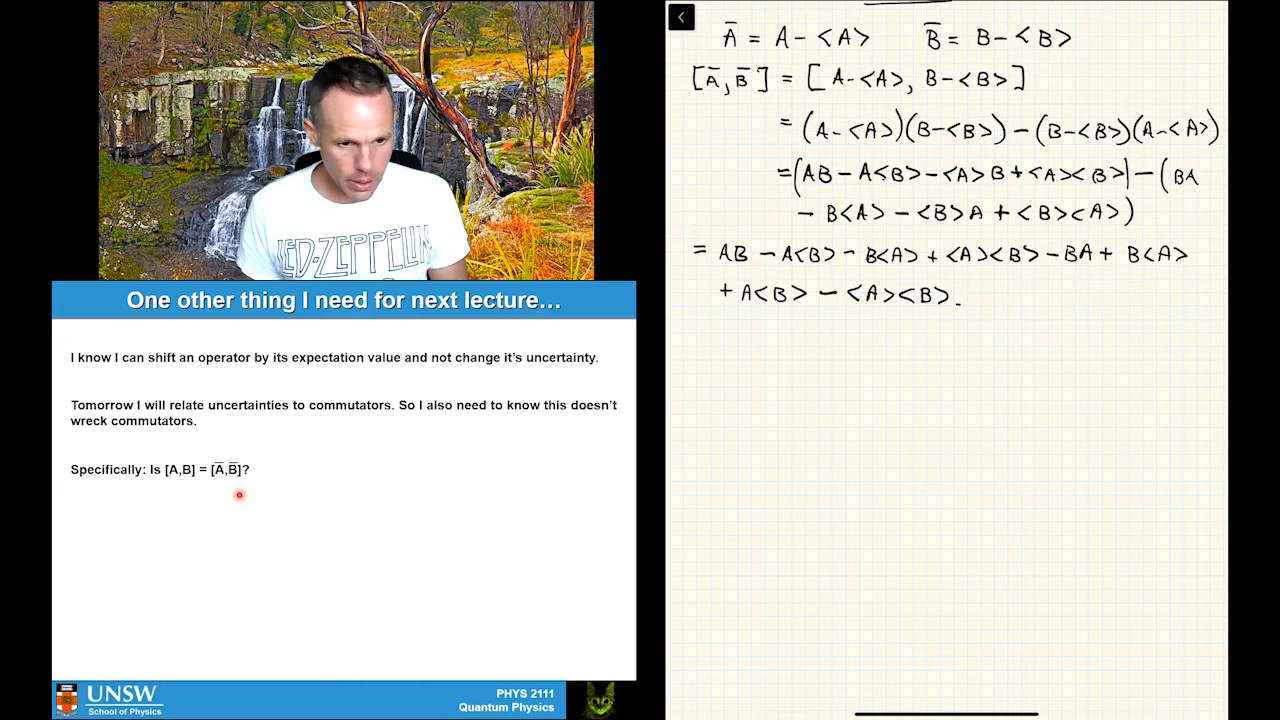 LED-ZEPPELIN
One other thing I need for next lecture…
I know I can shift an operator by its expectation value and not change it's uncertainty.
Tomorrow I will relate uncertainties to commutators. So I also need to know this doesn't
wreck commutators.
Specifically: Is [A,B] = [A̅,B̅]?
UNSW
School of Physics
PHYS 2111
Quantum Physics
A̅ = A - <A> B̅ = B - <B>
[A̅, B̅] = [A - <A>, B - <B>]
= (A - <A>)(B - <B>) - (B - <B>)(A - <A>)
= (AB - A<B> - <A>B + <A><B>) - (BA
- B<A> - <B>A + <B><A>)
= AB - A<B> - B<A> + <A><B> - BA + B<A>
+ A<B> - <A><B>.